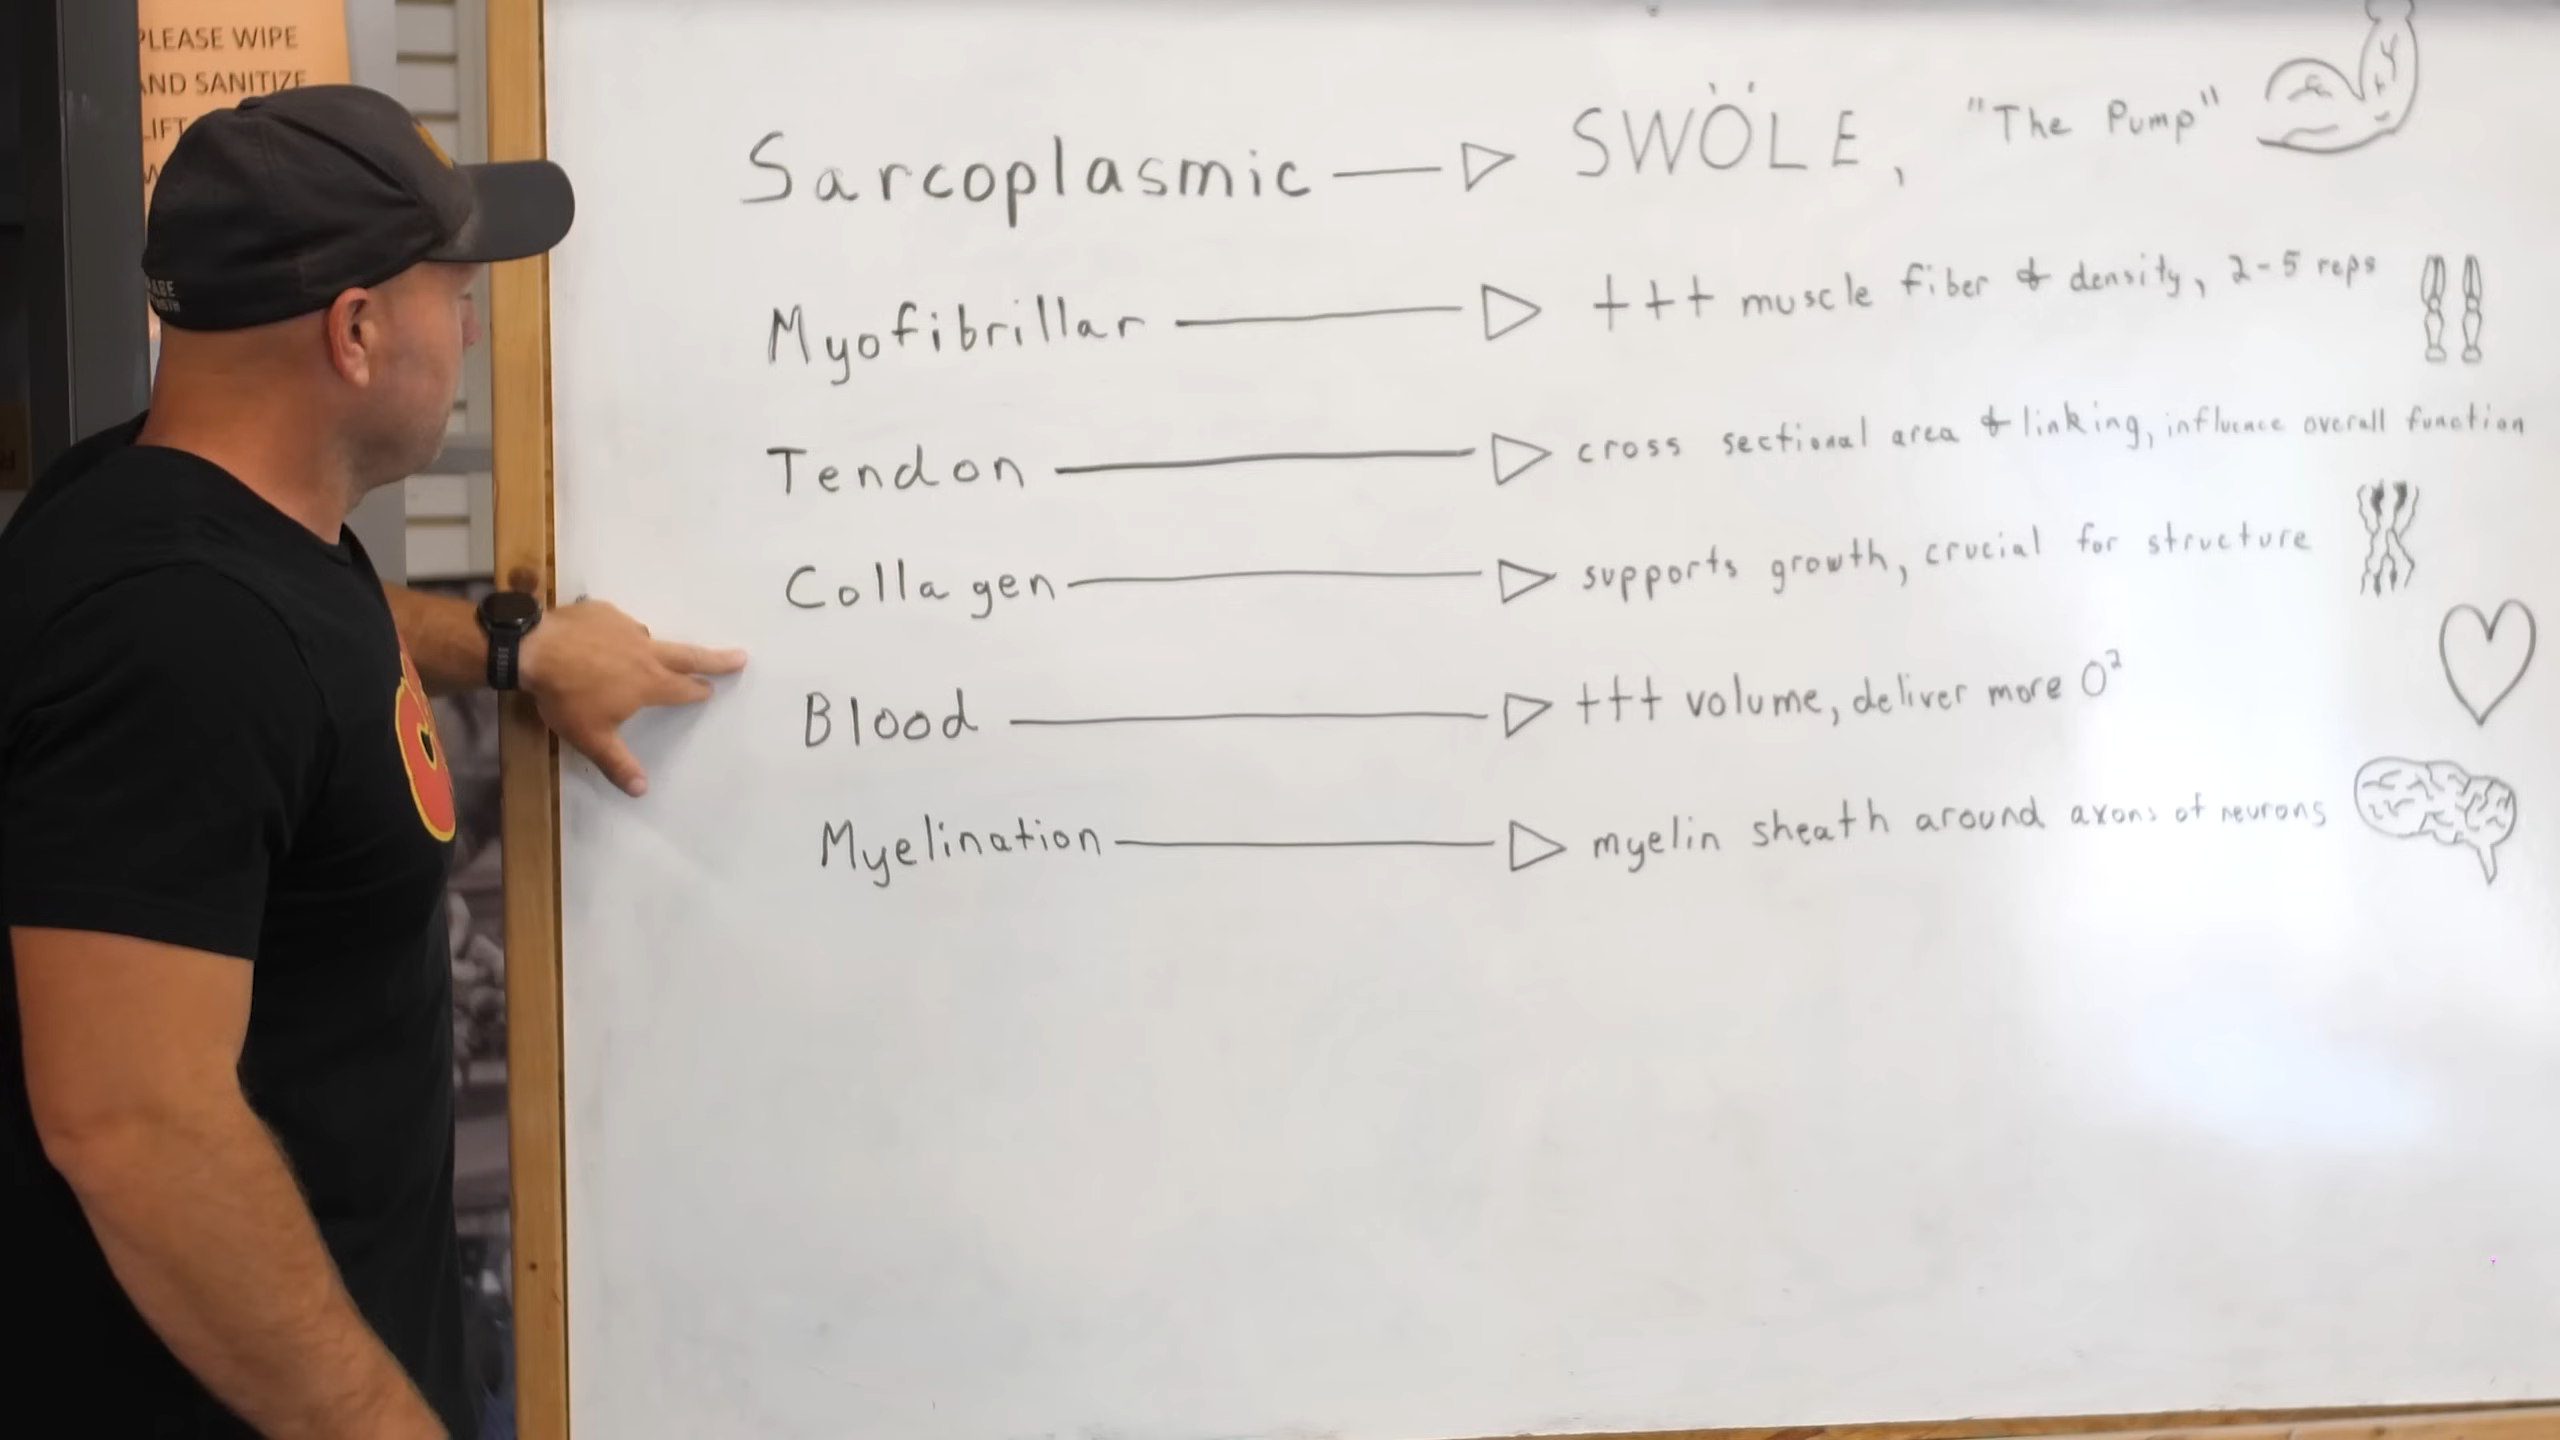 PLEASE WIPE
AND SANITIZE
LIFT
Sarcoplasmic → SWÖLE, "The Pump"
Myofibrillar → +++ muscle fiber & density, 2-5 reps
Tendon → cross sectional area & linking, influence overall function
Collagen → supports growth, crucial for structure
Blood → +++ volume, deliver more O²
Myelination → myelin sheath around axons of neurons